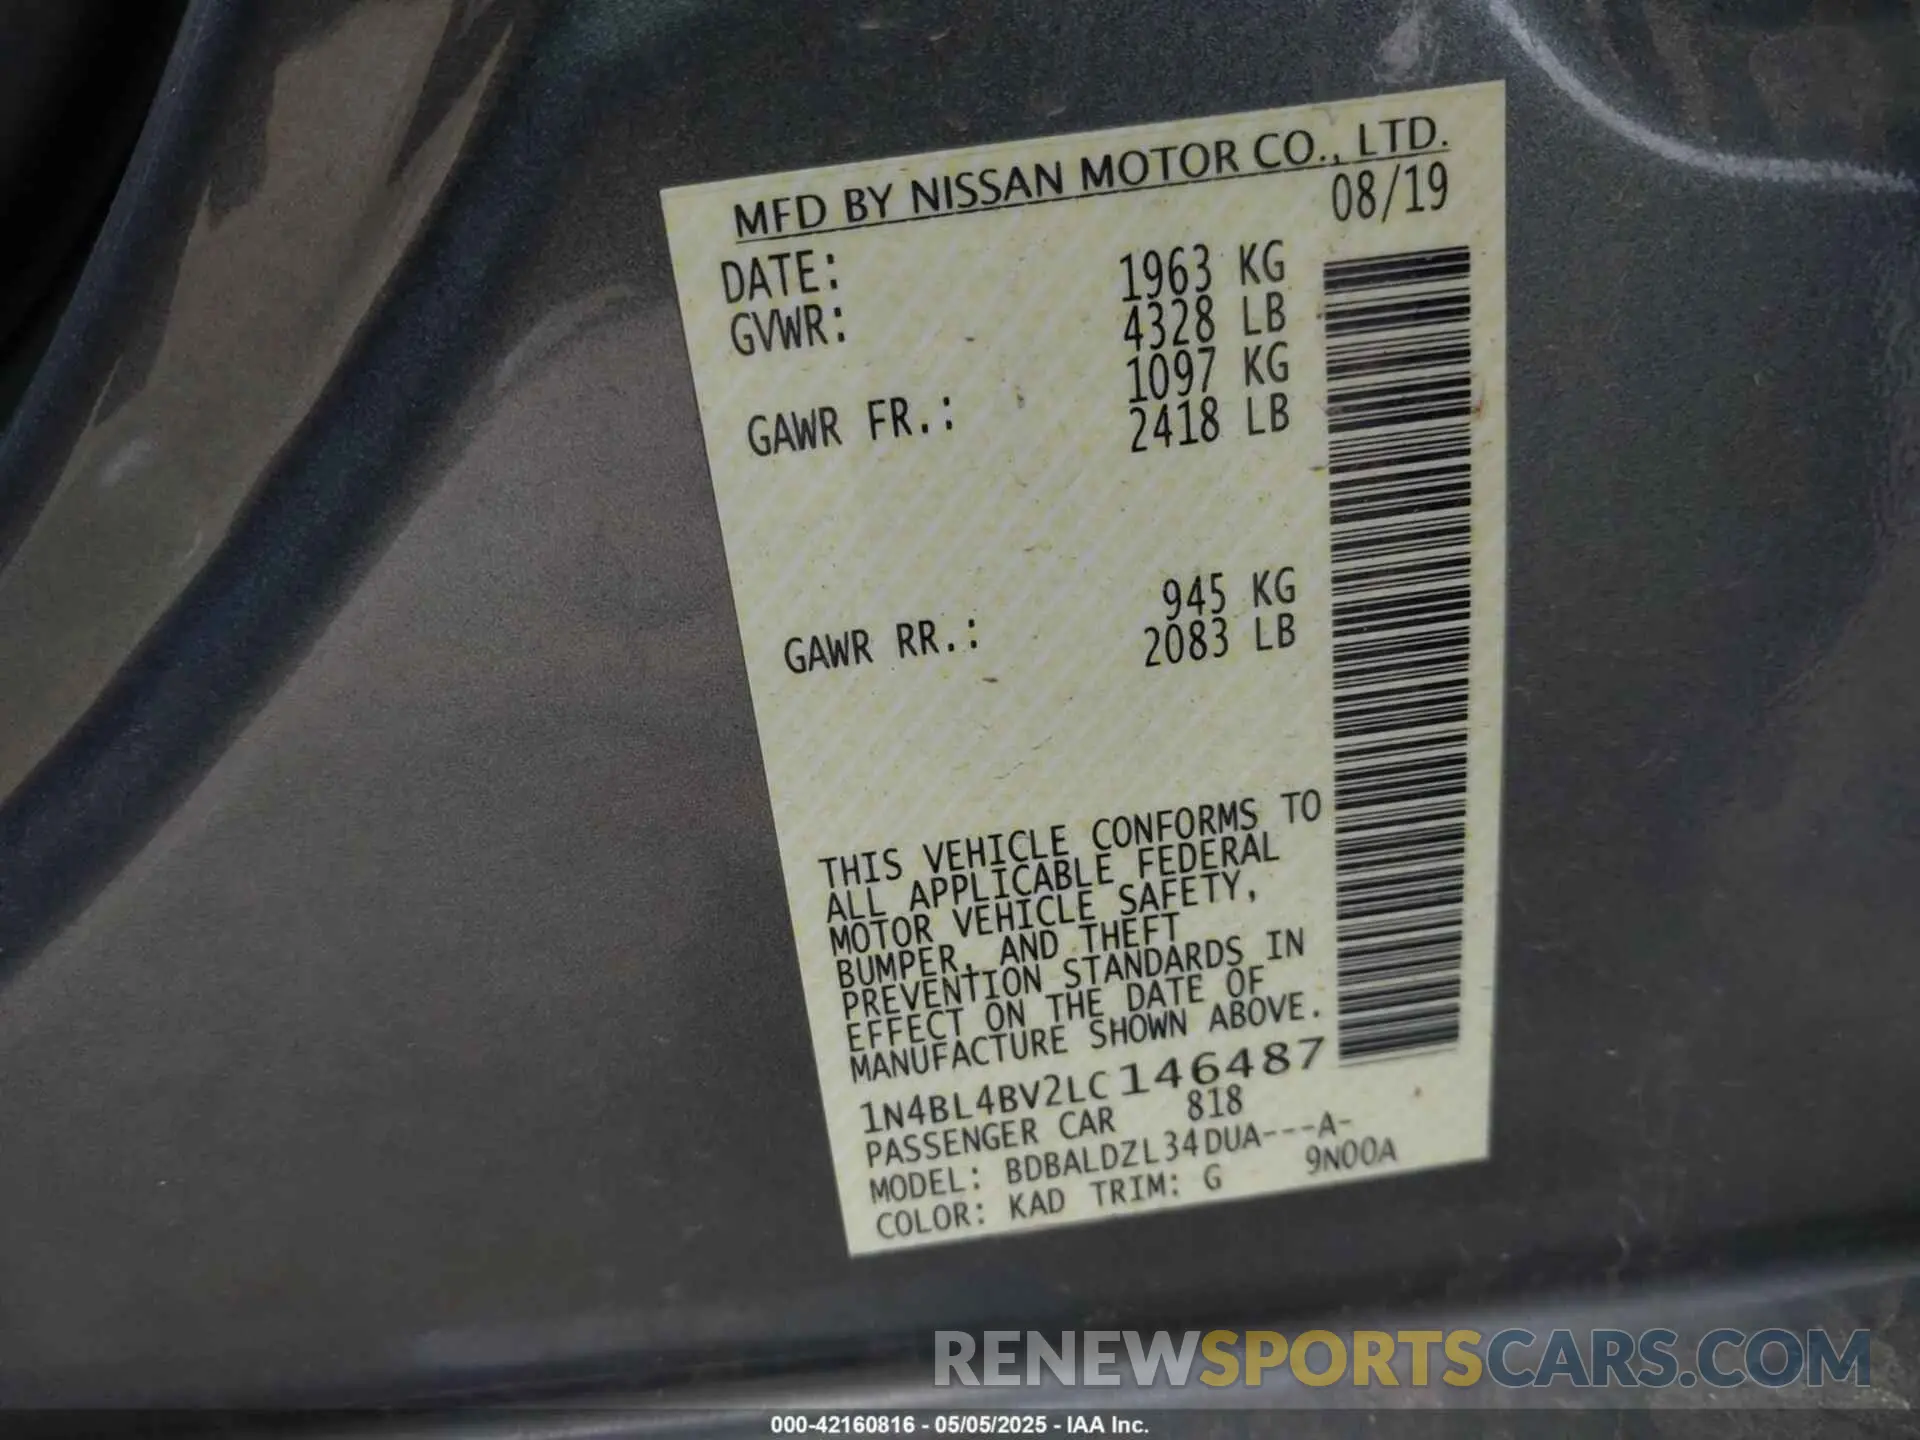 MFD BY NISSAN MOTOR CO., LTD.
DATE: 08/19
GVWR: 1963 KG
4328 LB
GAWR FR.: 1097 KG
2418 LB
GAWR RR.: 945 KG
2083 LB
THIS VEHICLE CONFORMS TO
ALL APPLICABLE FEDERAL
MOTOR VEHICLE SAFETY,
BUMPER, AND THEFT
PREVENTION STANDARDS IN
EFFECT ON THE DATE OF
MANUFACTURE SHOWN ABOVE.
1N4BL4BV2LC146487
PASSENGER CAR 818
MODEL: BDBALDZL34DUA---A-
COLOR: KAD TRIM: G 9N00A
RENEWSPORTSCARS.COM
000-42160816 - 05/05/2025 - IAA Inc.